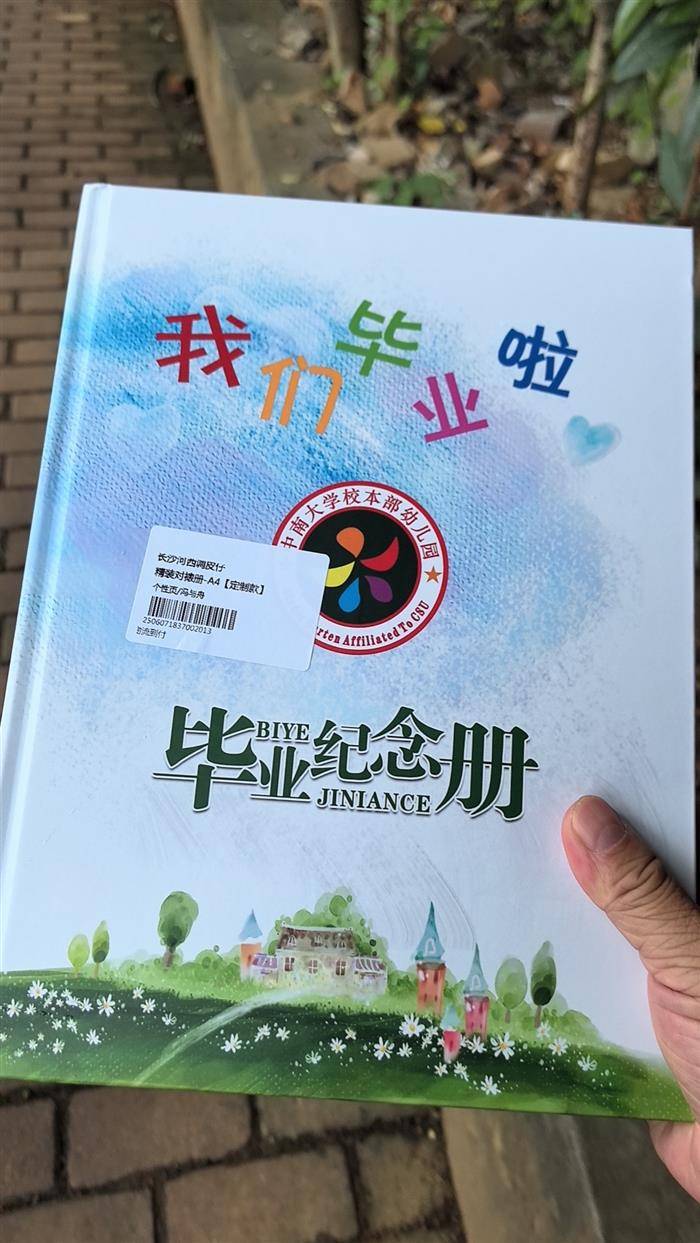 我们毕业啦
中南大学校本部幼儿园
rten Affiliated To CSU
长沙河西调皮仔
精装对裱册-A4【定制款】
个性页/冯与舟
2506071837002013
到付
毕业纪念册
BIYE
JINIANCE